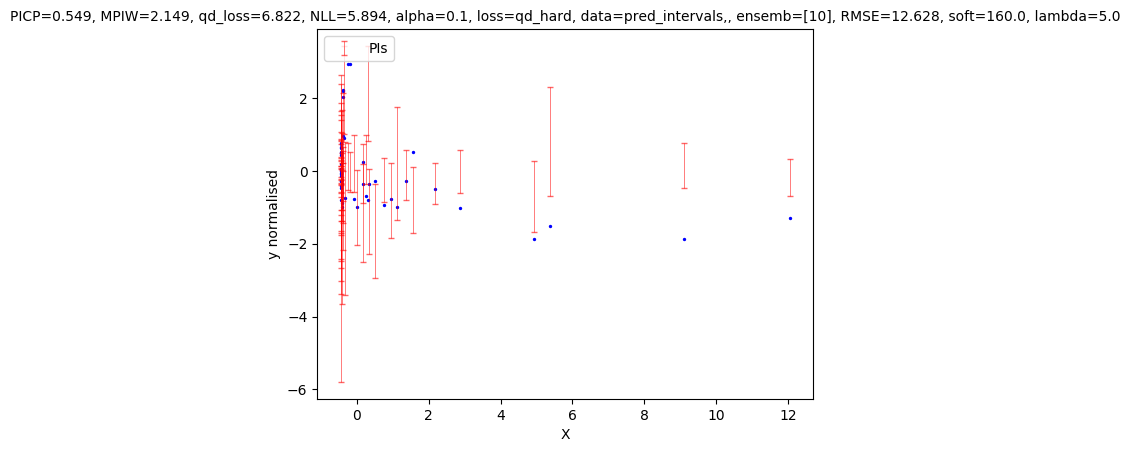 PICP=0.549, MPIW=2.149, qd_loss=6.822, NLL=5.894, alpha=0.1, loss=qd_hard, data=pred_intervals,, ensemb=[10], RMSE=12.628, soft=160.0, lambda=5.0
PIs
2
0
−2
−4
−6
y normalised
0 2 4 6 8 10 12
X